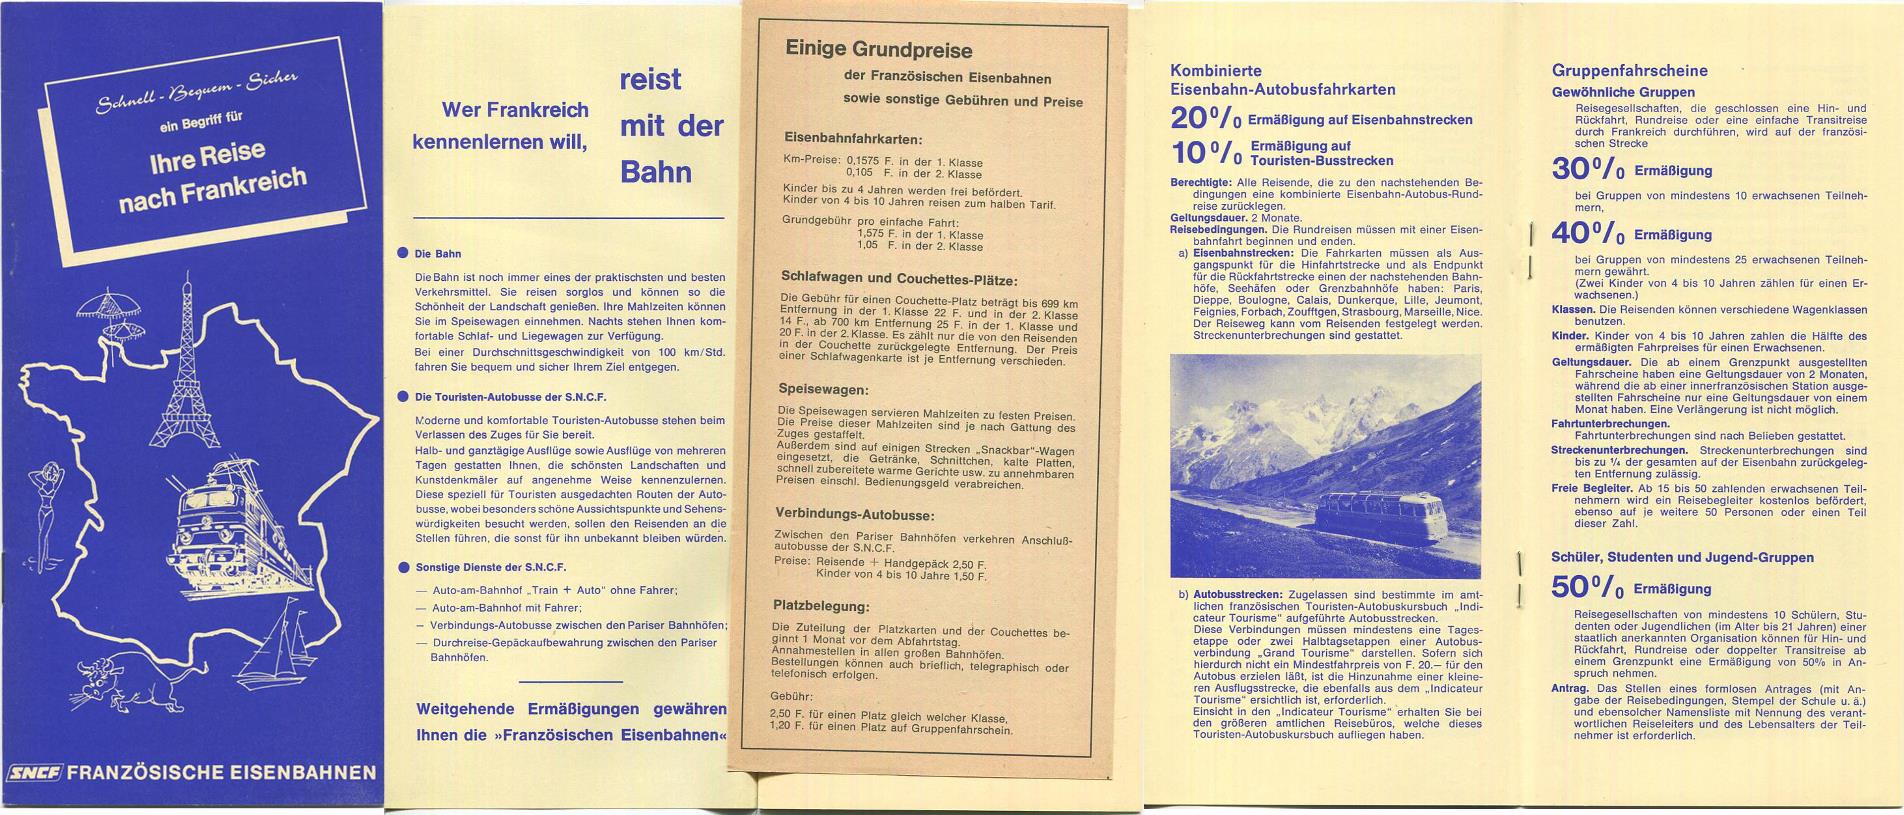 Schnell - Bequem - Sicher
ein Begriff für
Ihre Reise
nach Frankreich
SNCF FRANZÖSISCHE EISENBAHNEN
Wer Frankreich
kennenlernen will,
reist
mit der
Bahn
Die Bahn
Die Bahn ist noch immer eines der praktischsten und besten
Verkehrsmittel. Sie reisen sorglos und können so die
Schönheit der Landschaft genießen. Ihre Mahlzeiten können
Sie im Speisewagen einnehmen. Nachts stehen Ihnen kom-
fortable Schlaf- und Liegewagen zur Verfügung.
Bei einer Durchschnittsgeschwindigkeit von 100 km/Std.
fahren Sie bequem und sicher Ihrem Ziel entgegen.
Die Touristen-Autobusse der S.N.C.F.
Moderne und komfortable Touristen-Autobusse stehen beim
Verlassen des Zuges für Sie bereit.
Halb- und ganztägige Ausflüge sowie Ausflüge von mehreren
Tagen gestatten Ihnen, die schönsten Landschaften und
Kunstdenkmäler auf angenehme Weise kennenzulernen.
Diese speziell für Touristen ausgedachten Routen der Auto-
busse, wobei besonders schöne Aussichtspunkte und Sehens-
würdigkeiten besucht werden, sollen den Reisenden an die
Stellen führen, die sonst für ihn unbekannt bleiben würden.
Sonstige Dienste der S.N.C.F.
— Auto-am-Bahnhof „Train + Auto" ohne Fahrer;
— Auto-am-Bahnhof mit Fahrer;
— Verbindungs-Autobusse zwischen den Pariser Bahnhöfen;
— Durchreise-Gepäckaufbewahrung zwischen den Pariser
Bahnhöfen.
Weitgehende Ermäßigungen gewähren
Ihnen die »Französischen Eisenbahnen«
Einige Grundpreise
der Französischen Eisenbahnen
sowie sonstige Gebühren und Preise
Eisenbahnfahrkarten:
Km-Preise: 0,1575 F. in der 1. Klasse
0,105 F. in der 2. Klasse
Kinder bis zu 4 Jahren werden frei befördert.
Kinder von 4 bis 10 Jahren reisen zum halben Tarif.
Grundgebühr pro einfache Fahrt:
1,575 F. in der 1. Klasse
1,05 F. in der 2. Klasse
Schlafwagen und Couchettes-Plätze:
Die Gebühr für einen Couchette-Platz beträgt bis 699 km
Entfernung in der 1. Klasse 22 F. und in der 2. Klasse
14 F., ab 700 km Entfernung 25 F. in der 1. Klasse und
20 F. in der 2. Klasse. Es zählt nur die von den Reisenden
in der Couchette zurückgelegte Entfernung. Der Preis
einer Schlafwagenkarte ist je Entfernung verschieden.
Speisewagen:
Die Speisewagen servieren Mahlzeiten zu festen Preisen.
Die Preise dieser Mahlzeiten sind je nach Gattung des
Zuges gestaffelt.
Außerdem sind auf einigen Strecken „Snackbar"-Wagen
eingesetzt, die Getränke, Schnittchen, kalte Platten,
schnell zubereitete warme Gerichte usw. zu annehmbaren
Preisen einschl. Bedienungsgeld verabreichen.
Verbindungs-Autobusse:
Zwischen den Pariser Bahnhöfen verkehren Anschluß-
autobusse der S.N.C.F.
Preise: Reisende + Handgepäck 2,50 F.
Kinder von 4 bis 10 Jahre 1,50 F.
Platzbelegung:
Die Zuteilung der Platzkarten und der Couchettes be-
ginnt 1 Monat vor dem Abfahrtstag.
Annahmestellen in allen großen Bahnhöfen.
Bestellungen können auch brieflich, telegraphisch oder
telefonisch erfolgen.
Gebühr:
2,50 F. für einen Platz gleich welcher Klasse,
1,20 F. für einen Platz auf Gruppenfahrschein.
Kombinierte
Eisenbahn-Autobusfahrkarten
20% Ermäßigung auf Eisenbahnstrecken
10% Ermäßigung auf
Touristen-Busstrecken
Berechtigte: Alle Reisende, die zu den nachstehenden Be-
dingungen eine kombinierte Eisenbahn-Autobus-Rund-
reise zurücklegen.
Geltungsdauer. 2 Monate.
Reisebedingungen. Die Rundreisen müssen mit einer Eisen-
bahnfahrt beginnen und enden.
a) Eisenbahnstrecken: Die Fahrkarten müssen als Aus-
gangspunkt für die Hinfahrtstrecke und als Endpunkt
für die Rückfahrtstrecke einen der nachstehenden Bahn-
höfe, Seehäfen oder Grenzbahnhöfe haben: Paris,
Dieppe, Boulogne, Calais, Dunkerque, Lille, Jeumont,
Feignies, Forbach, Zoufftgen, Strasbourg, Marseille, Nice.
Der Reiseweg kann vom Reisenden festgelegt werden.
Streckenunterbrechungen sind gestattet.
b) Autobusstrecken: Zugelassen sind bestimmte im amt-
lichen französischen Touristen-Autobuskursbuch „Indi-
cateur Tourisme" aufgeführte Autobusstrecken.
Diese Verbindungen müssen mindestens eine Tages-
etappe oder zwei Halbtagsetappen einer Autobus-
verbindung „Grand Tourisme" darstellen. Sofern sich
hierdurch nicht ein Mindestfahrpreis von F. 20.— für den
Autobus erzielen läßt, ist die Hinzunahme einer kleine-
ren Ausflugsstrecke, die ebenfalls aus dem „Indicateur
Tourisme" ersichtlich ist, erforderlich.
Einsicht in den „Indicateur Tourisme" erhalten Sie bei
den größeren amtlichen Reisebüros, welche dieses
Touristen-Autobuskursbuch aufliegen haben.
Gruppenfahrscheine
Gewöhnliche Gruppen
Reisegesellschaften, die geschlossen eine Hin- und
Rückfahrt, Rundreise oder eine einfache Transitreise
durch Frankreich durchführen, wird auf der französi-
schen Strecke
30% Ermäßigung
bei Gruppen von mindestens 10 erwachsenen Teilneh-
mern,
40% Ermäßigung
bei Gruppen von mindestens 25 erwachsenen Teilneh-
mern gewährt.
(Zwei Kinder von 4 bis 10 Jahren zählen für einen Er-
wachsenen.)
Klassen. Die Reisenden können verschiedene Wagenklassen
benutzen.
Kinder. Kinder von 4 bis 10 Jahren zahlen die Hälfte des
ermäßigten Fahrpreises für einen Erwachsenen.
Geltungsdauer. Die ab einem Grenzpunkt ausgestellten
Fahrscheine haben eine Geltungsdauer von 2 Monaten,
während die ab einer innerfranzösischen Station ausge-
stellten Fahrscheine nur eine Geltungsdauer von einem
Monat haben. Eine Verlängerung ist nicht möglich.
Fahrtunterbrechungen.
Fahrtunterbrechungen sind nach Belieben gestattet.
Streckenunterbrechungen. Streckenunterbrechungen sind
bis zu ¼ der gesamten auf der Eisenbahn zurückgeleg-
ten Entfernung zulässig.
Freie Begleiter. Ab 15 bis 50 zahlenden erwachsenen Teil-
nehmern wird ein Reisebegleiter kostenlos befördert,
ebenso auf je weitere 50 Personen oder einen Teil
dieser Zahl.
Schüler, Studenten und Jugend-Gruppen
50% Ermäßigung
Reisegesellschaften von mindestens 10 Schülern, Stu-
denten oder Jugendlichen (im Alter bis 21 Jahren) einer
staatlich anerkannten Organisation können für Hin- und
Rückfahrt, Rundreise oder doppelter Transitreise ab
einem Grenzpunkt eine Ermäßigung von 50% in An-
spruch nehmen.
Antrag. Das Stellen eines formlosen Antrages (mit An-
gabe der Reisebedingungen, Stempel der Schule u. ä.)
und ebensolcher Namensliste mit Nennung des verant-
wortlichen Reiseleiters und des Lebensalters der Teil-
nehmer ist erforderlich.